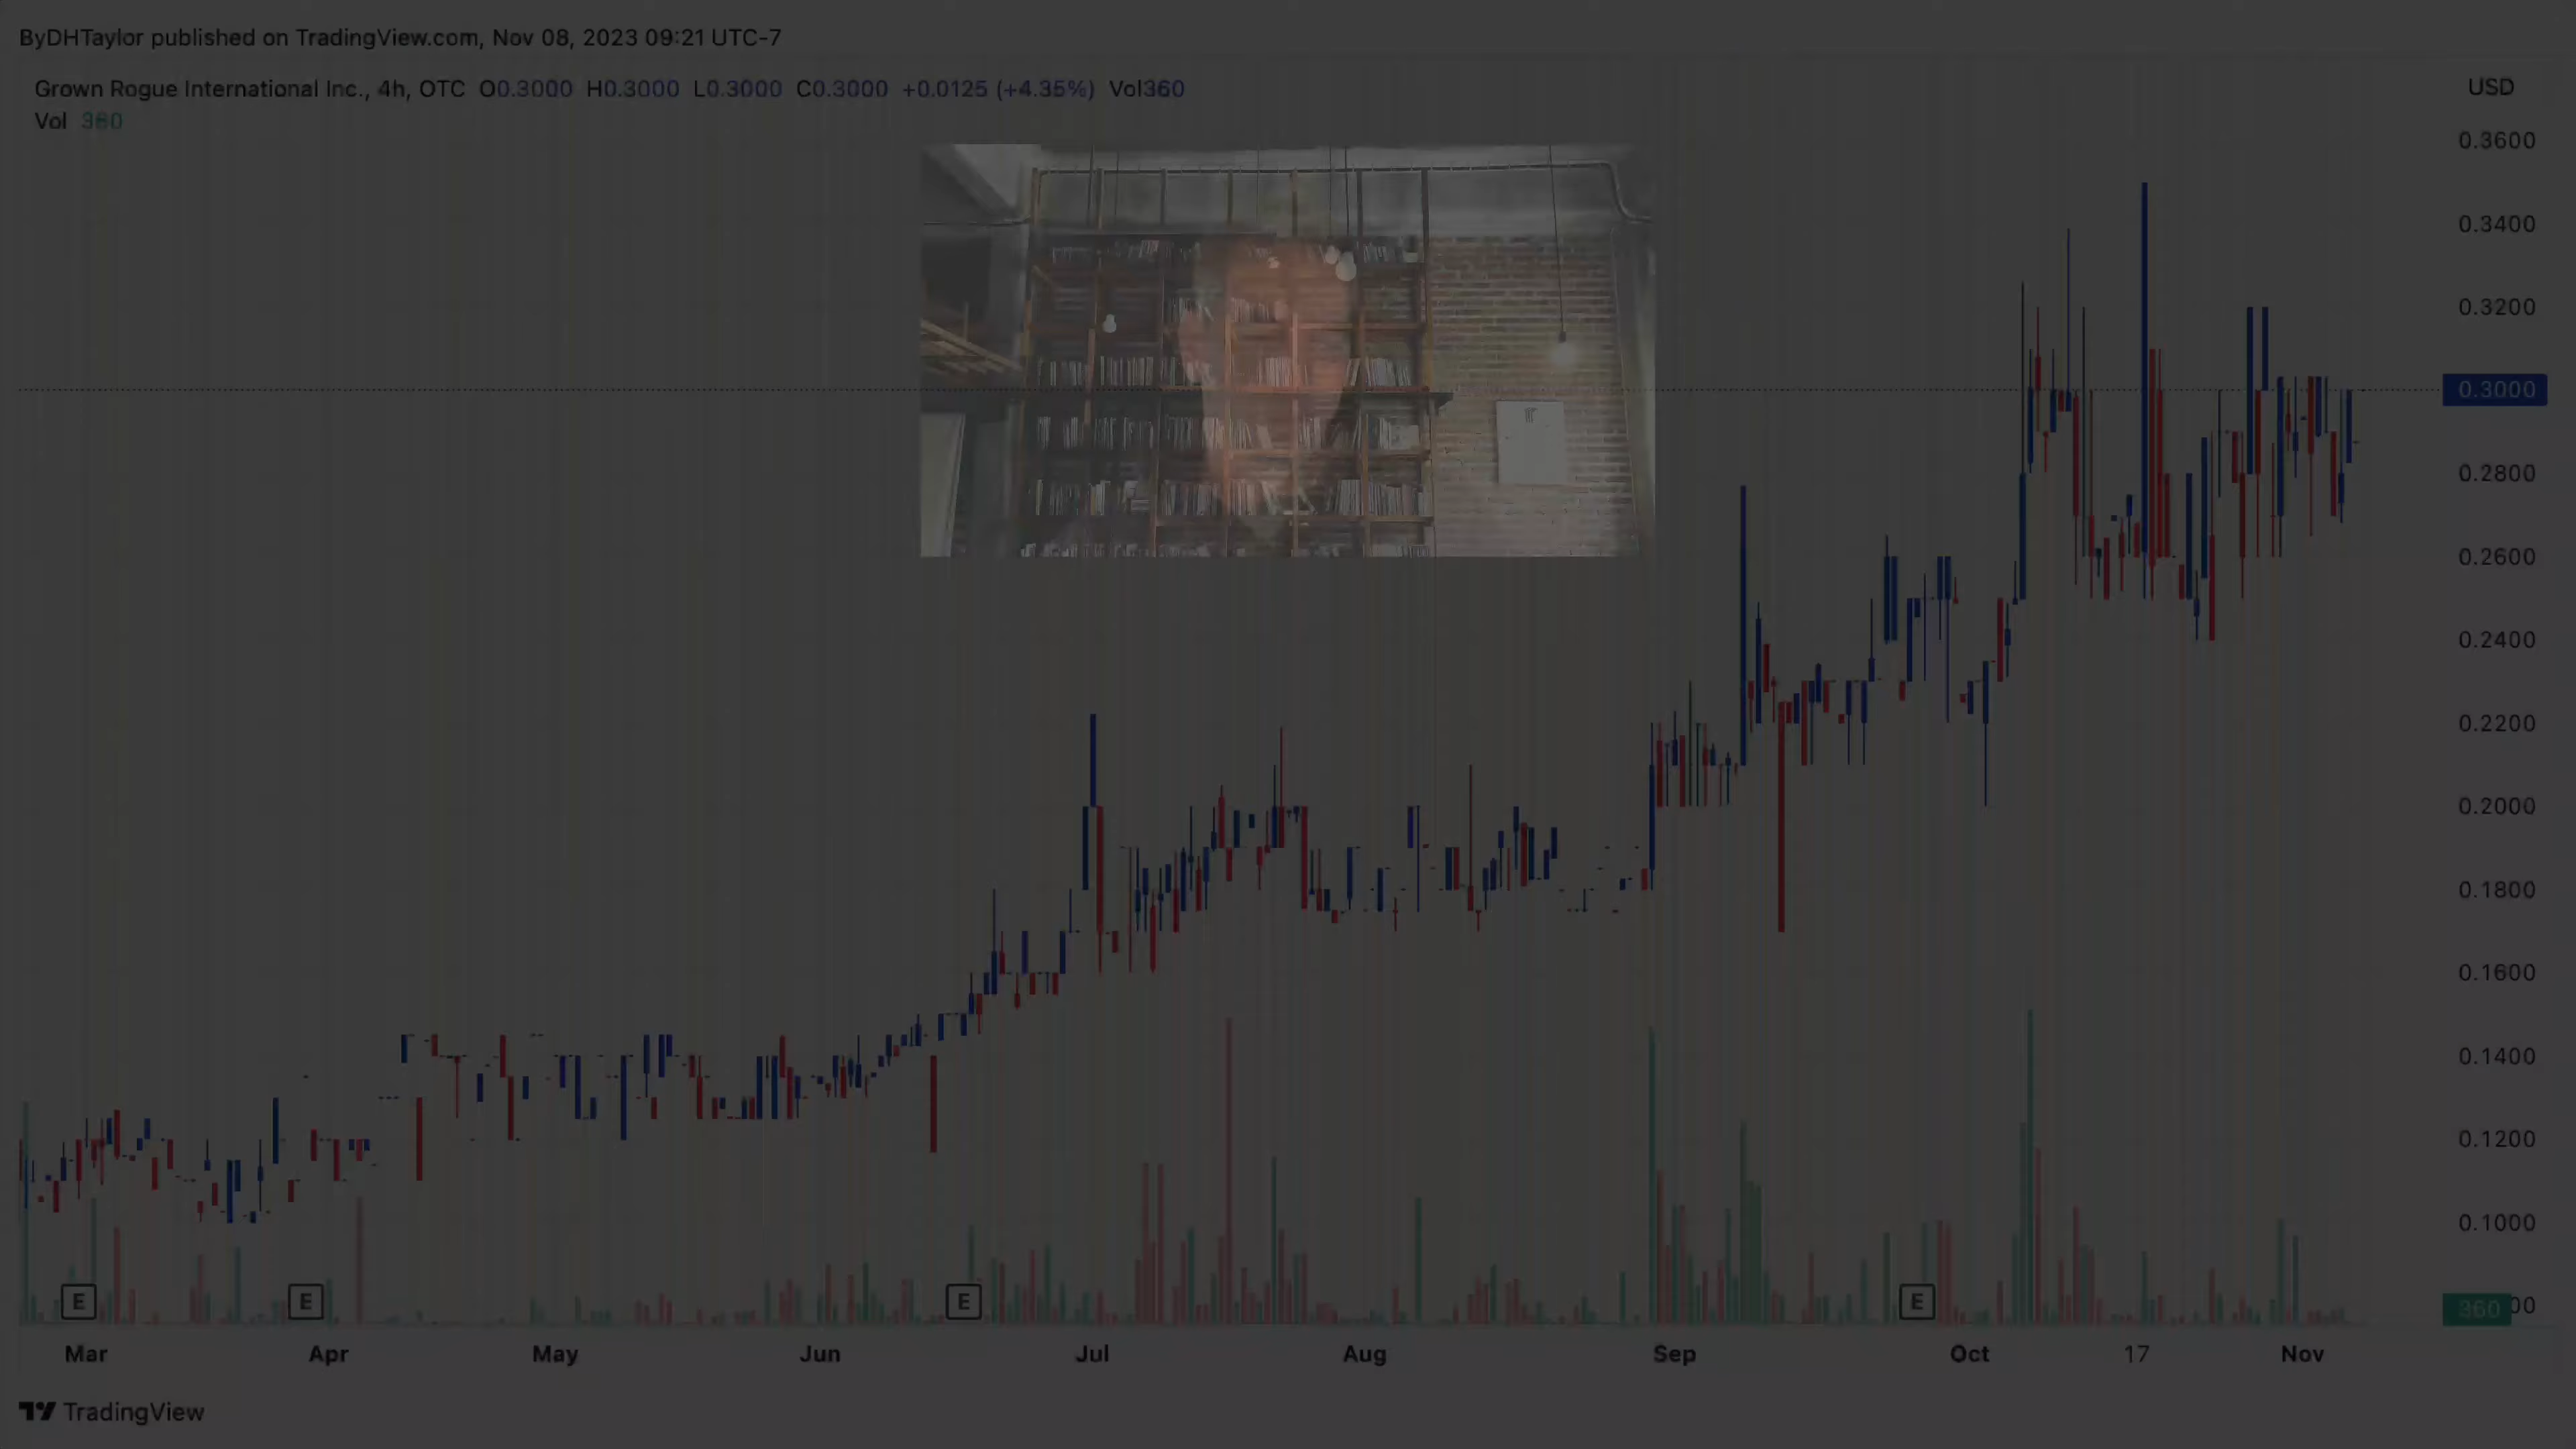 ByDHTaylor published on TradingView.com, Nov 08, 2023 09:21 UTC-7
Grown Rogue International Inc., 4h, OTC O0.3000 H0.3000 L0.3000 C0.3000 +0.0125 (+4.35%) Vol360
Vol 360
USD
0.3600
0.3400
0.3200
0.3000
0.2800
0.2600
0.2400
0.2200
0.2000
0.1800
0.1600
0.1400
0.1200
0.1000
E E E E
360 00
Mar Apr May Jun Jul Aug Sep Oct 17 Nov
TradingView